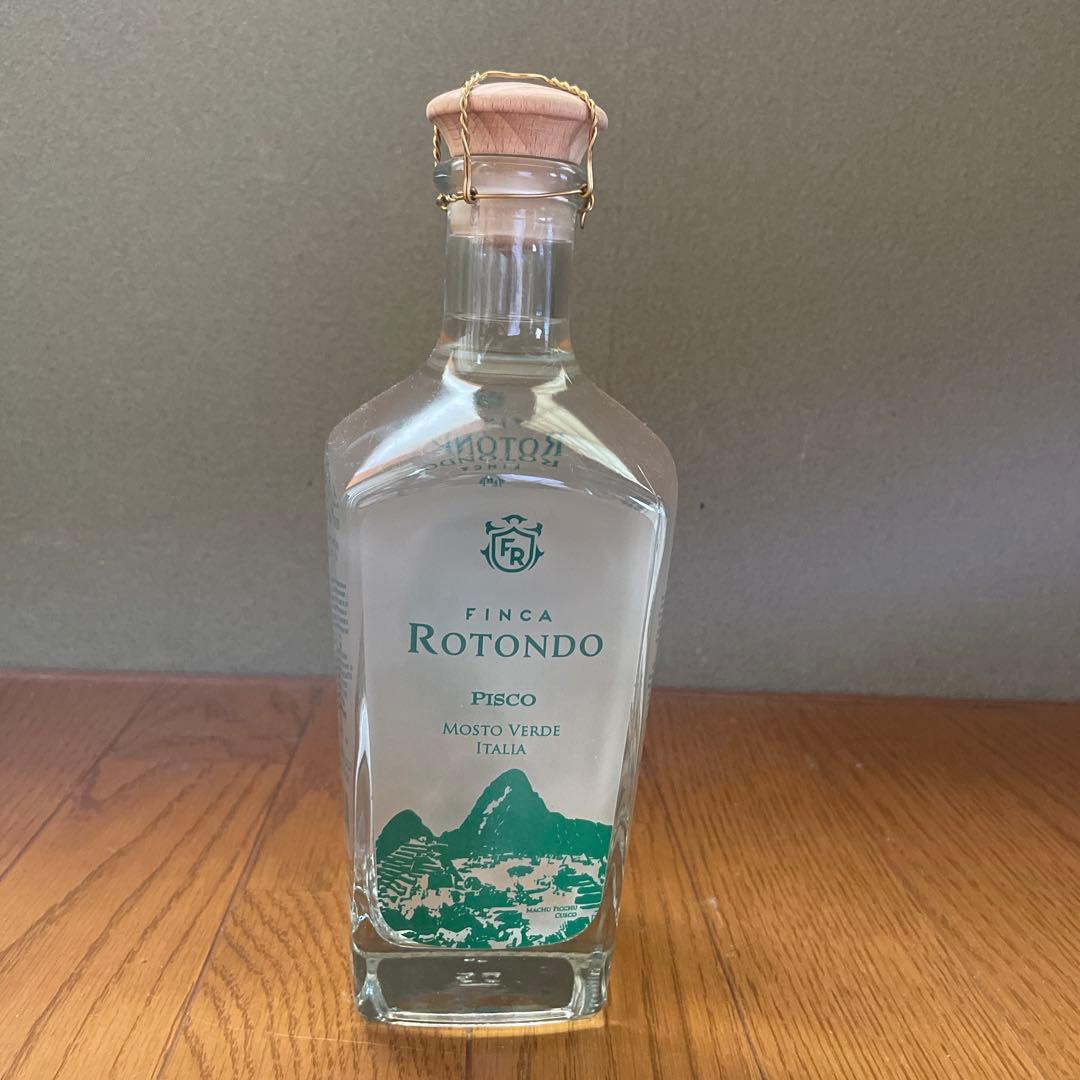 FR
FINCA
ROTONDO
PISCO
MOSTO VERDE
ITALIA
MACHU PICCHU
CUSCO